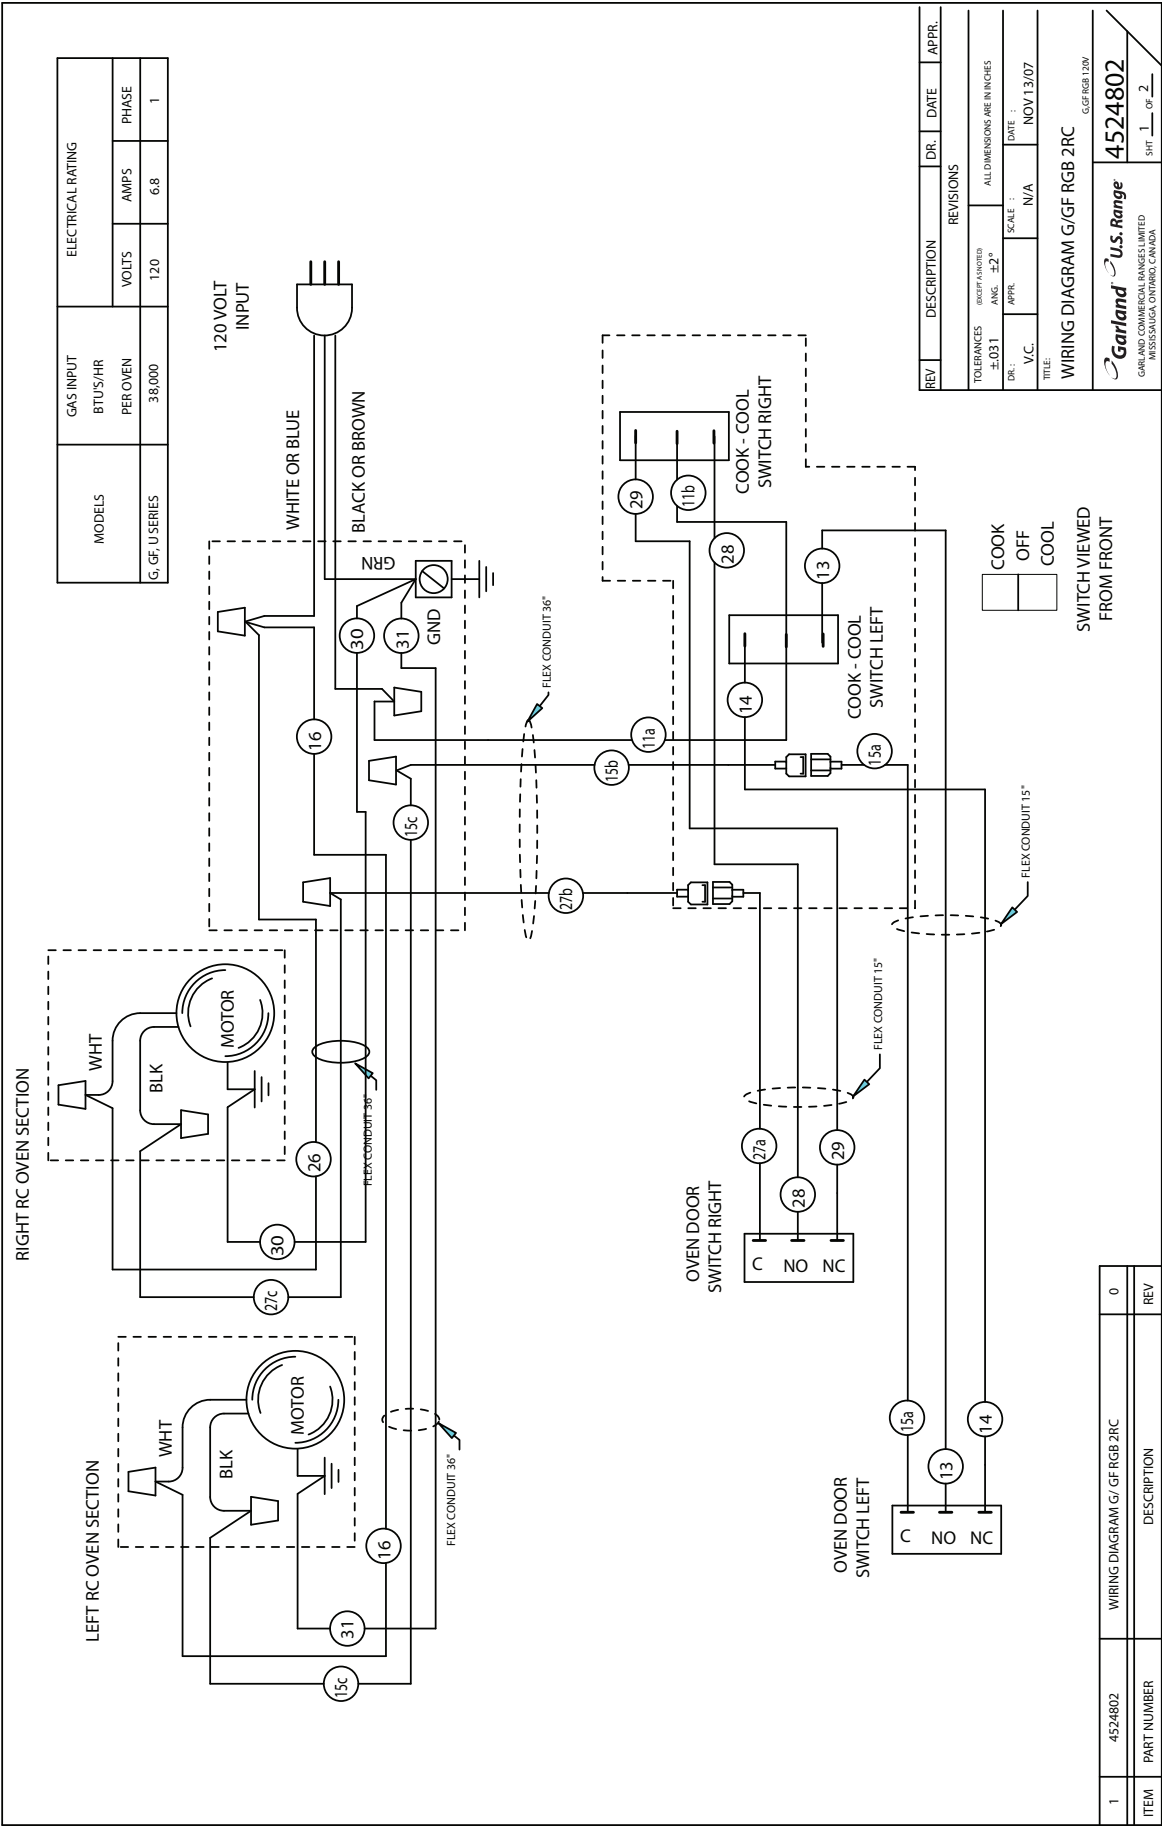 RIGHT RC OVEN SECTION
WHT
BLK
MOTOR
30
27c
26
FLEX CONDUIT 36"
LEFT RC OVEN SECTION
WHT
BLK
MOTOR
31
15c
16
FLEX CONDUIT 36"
MODELS
GAS INPUT
BTU'S/HR
PER OVEN
ELECTRICAL RATING
VOLTS
AMPS
PHASE
G, GF, U SERIES
38,000
120
6.8
1
120 VOLT
INPUT
WHITE OR BLUE
BLACK OR BROWN
GRN
GND
16
30
31
15c
FLEX CONDUIT 36"
11a
15b
27b
COOK - COOL
SWITCH RIGHT
29
11b
28
COOK - COOL
SWITCH LEFT
14
13
15a
COOK
OFF
COOL
SWITCH VIEWED
FROM FRONT
FLEX CONDUIT 15"
FLEX CONDUIT 15"
OVEN DOOR
SWITCH RIGHT
C
NO
NC
27a
28
29
OVEN DOOR
SWITCH LEFT
C
NO
NC
15a
13
14
REV
DESCRIPTION
DR.
DATE
APPR.
REVISIONS
TOLERANCES (EXCEPT AS NOTED)
±.031
ANG. ±2°
ALL DIMENSIONS ARE IN INCHES
DR. :
V.C.
APPR.
SCALE :
N/A
DATE :
NOV 13/07
TITLE:
WIRING DIAGRAM G/GF RGB 2RC
G,GF RGB 120V
Garland U.S. Range
GARLAND COMMERCIAL RANGES LIMITED
MISSISSAUGA, ONTARIO, CANADA
4524802
SHT 1 OF 2
1
4524802
WIRING DIAGRAM G/ GF RGB 2RC
0
ITEM
PART NUMBER
DESCRIPTION
REV